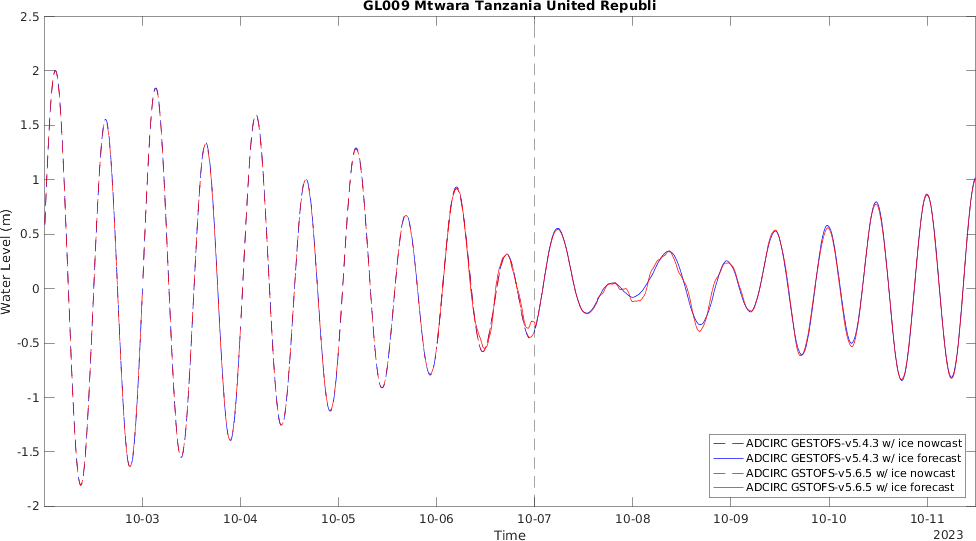 GL009 Mtwara Tanzania United Republi
2.5
2
1.5
1
0.5
0
-0.5
-1
-1.5
-2
Water Level (m)
10-03 10-04 10-05 10-06 10-07 10-08 10-09 10-10 10-11
Time
2023
ADCIRC GESTOFS-v5.4.3 w/ ice nowcast
ADCIRC GESTOFS-v5.4.3 w/ ice forecast
ADCIRC GSTOFS-v5.6.5 w/ ice nowcast
ADCIRC GSTOFS-v5.6.5 w/ ice forecast